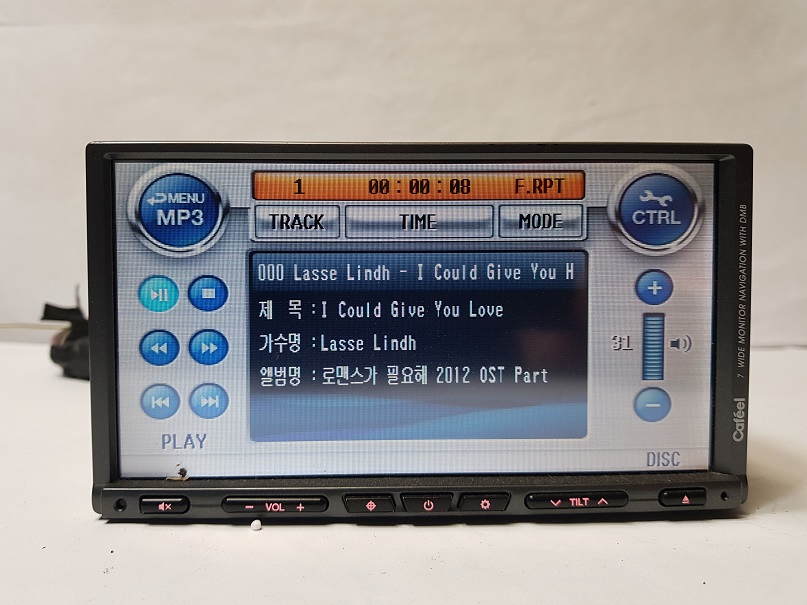 MENU
MP3
1 00:00:08 F.RPT
TRACK TIME MODE
CTRL
000 Lasse Lindh - I Could Give You H
제 목 :I Could Give You Love
가수명 :Lasse Lindh
앨범명 :로맨스가 필요해 2012 OST Part
31
PLAY
DISC
- VOL +
TILT
Caféel
7" WIDE MONITOR NAVIGATION WITH DMB